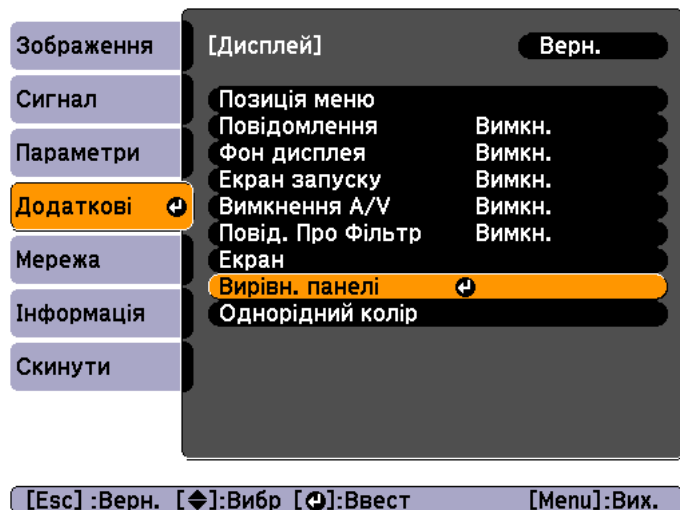 Зображення
Сигнал
Параметри
Додаткові
Мережа
Інформація
Скинути
[Дисплей] Верн.
Позиція меню
Повідомлення Вимкн.
Фон дисплея Вимкн.
Екран запуску Вимкн.
Вимкнення A/V Вимкн.
Повід. Про Фільтр Вимкн.
Екран
Вирівн. панелі
Однорідний колір
[Esc] :Верн. [◆]:Вибр [↵]:Ввест [Menu]:Вих.